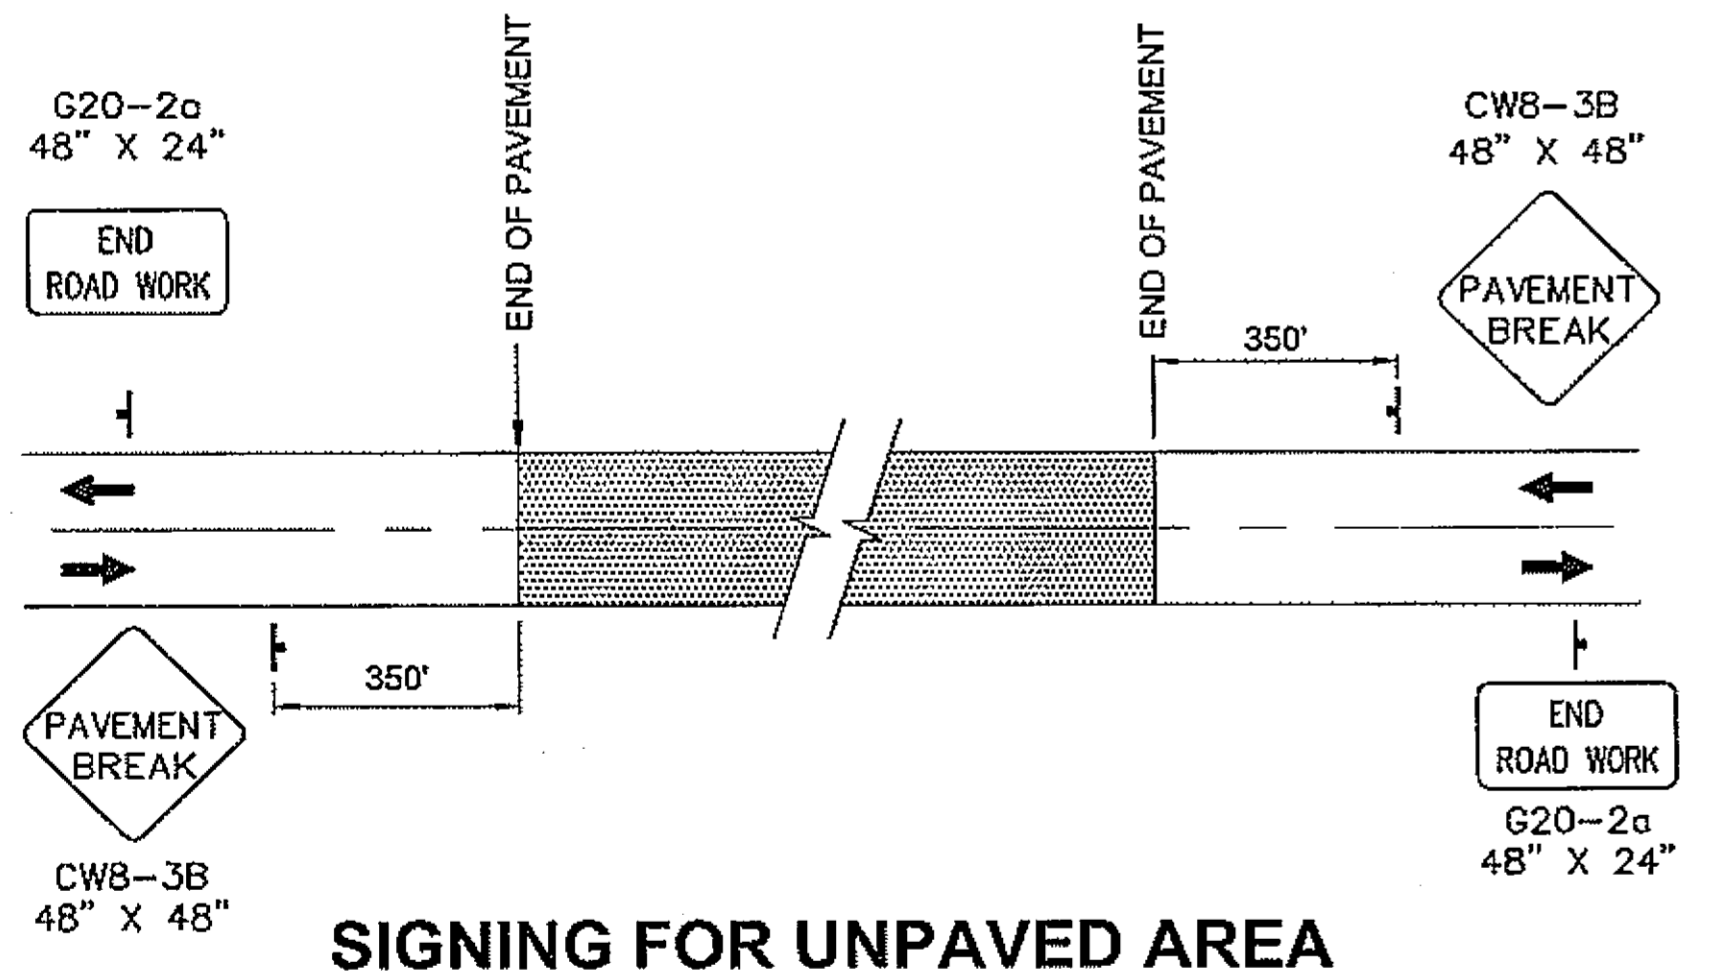 G20-2a
48" X 24"
END
ROAD WORK
END OF PAVEMENT
END OF PAVEMENT
CW8-3B
48" X 48"
PAVEMENT
BREAK
350'
350'
PAVEMENT
BREAK
CW8-3B
48" X 48"
END
ROAD WORK
G20-2a
48" X 24"
SIGNING FOR UNPAVED AREA